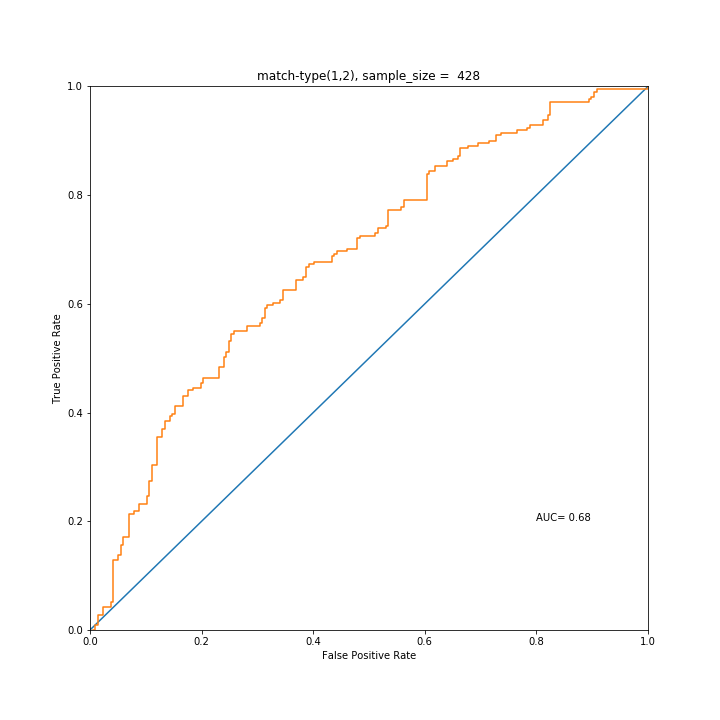 match-type(1,2), sample_size =  428
1.0
0.8
0.6
0.4
0.2
0.0
True Positive Rate
AUC= 0.68
0.0 0.2 0.4 0.6 0.8 1.0
False Positive Rate